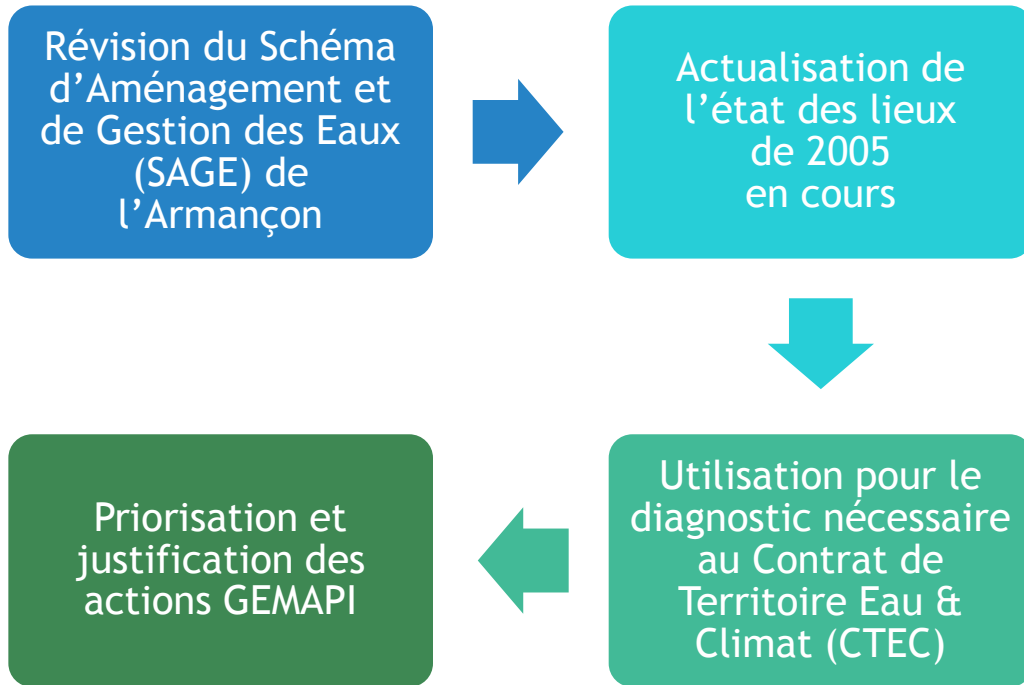 Révision du Schéma
d’Aménagement et
de Gestion des Eaux
(SAGE) de
l’Armançon
Actualisation de
l’état des lieux
de 2005
en cours
Utilisation pour le
diagnostic nécessaire
au Contrat de
Territoire Eau &
Climat (CTEC)
Priorisation et
justification des
actions GEMAPI